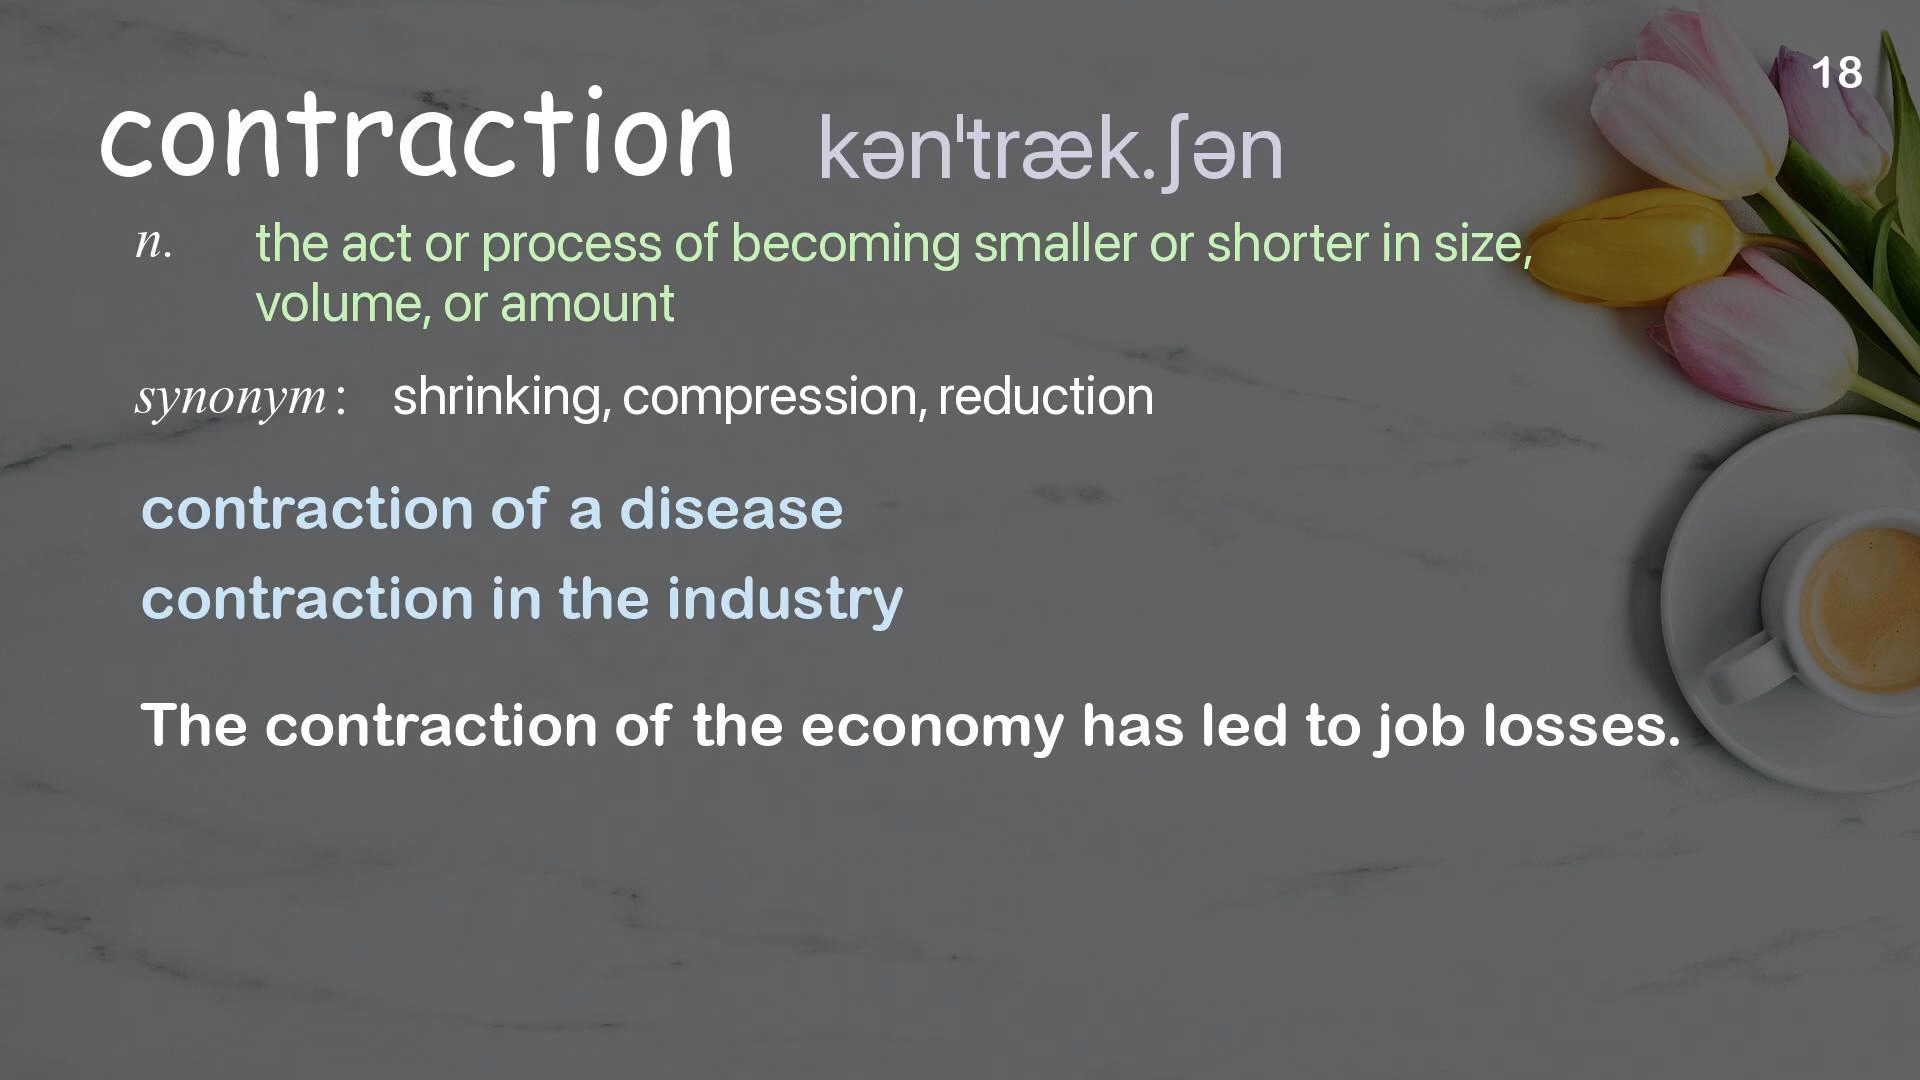 18
contraction kən'træk.ʃən
n. the act or process of becoming smaller or shorter in size,
volume, or amount
synonym: shrinking, compression, reduction
contraction of a disease
contraction in the industry
The contraction of the economy has led to job losses.